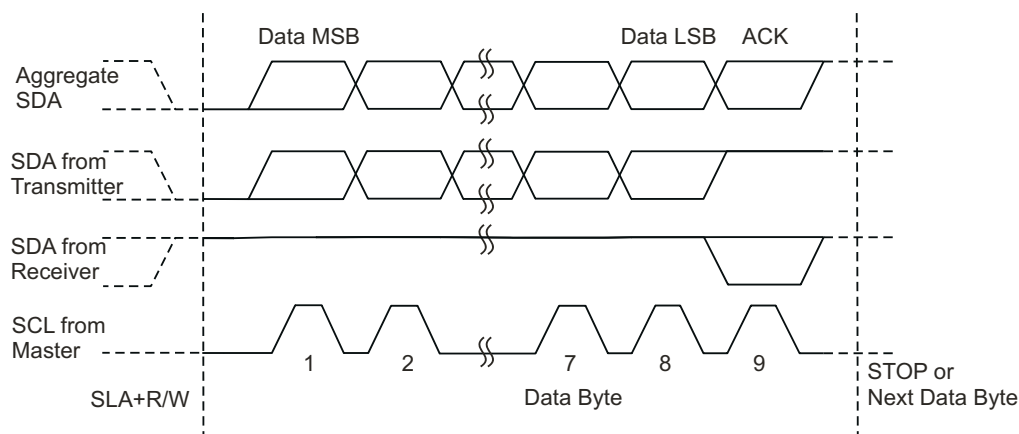 Data MSB
Data LSB
ACK
Aggregate
SDA
SDA from
Transmitter
SDA from
Receiver
SCL from
Master
1
2
7
8
9
SLA+R/W
Data Byte
STOP or
Next Data Byte